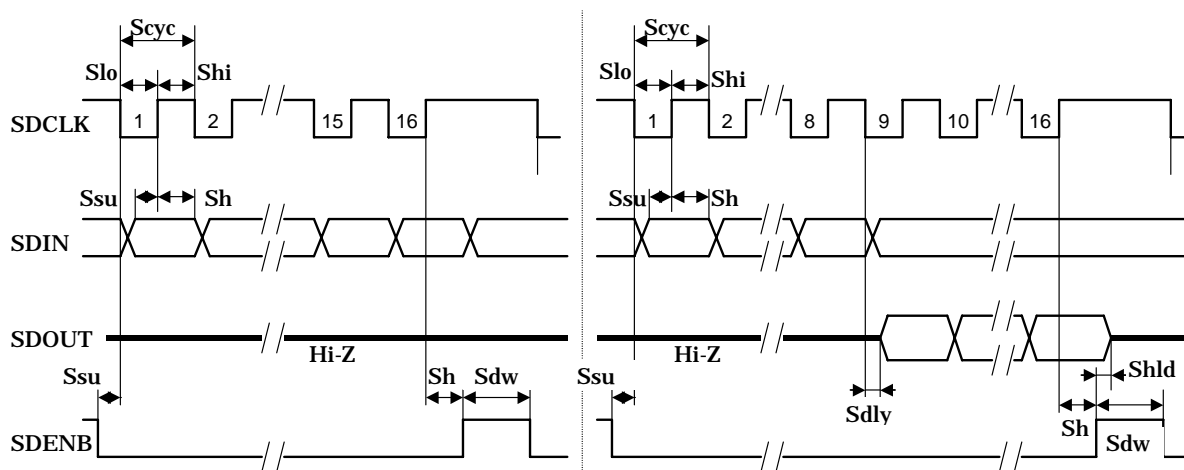 Scyc Scyc
Slo Shi Slo Shi
SDCLK 1 2 15 16 1 2 8 9 10 16
Ssu Sh Ssu Sh
SDIN
SDOUT
Hi-Z Hi-Z
Ssu Sh Sdw Ssu Sdly Shld
SDENB Sh Sdw